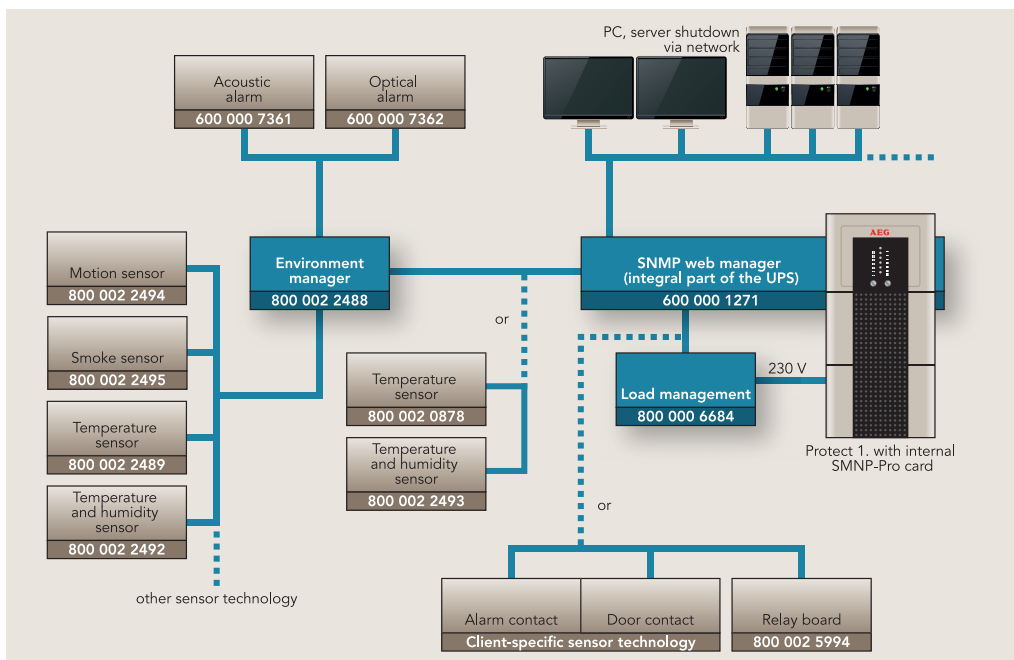 PC, server shutdown
via network
Acoustic
alarm
600 000 7361
Optical
alarm
600 000 7362
AEG
Motion sensor
800 002 2494
Environment
manager
800 002 2488
SNMP web manager
(integral part of the UPS)
600 000 1271
or
Smoke sensor
800 002 2495
Temperature
sensor
800 002 0878
Load management
800 000 6684
230 V
Temperature
sensor
800 002 2489
Temperature
and humidity
sensor
800 002 2493
Protect 1. with internal
SMNP-Pro card
Temperature
and humidity
sensor
800 002 2492
or
other sensor technology
Alarm contact
Door contact
Client-specific sensor technology
Relay board
800 002 5994